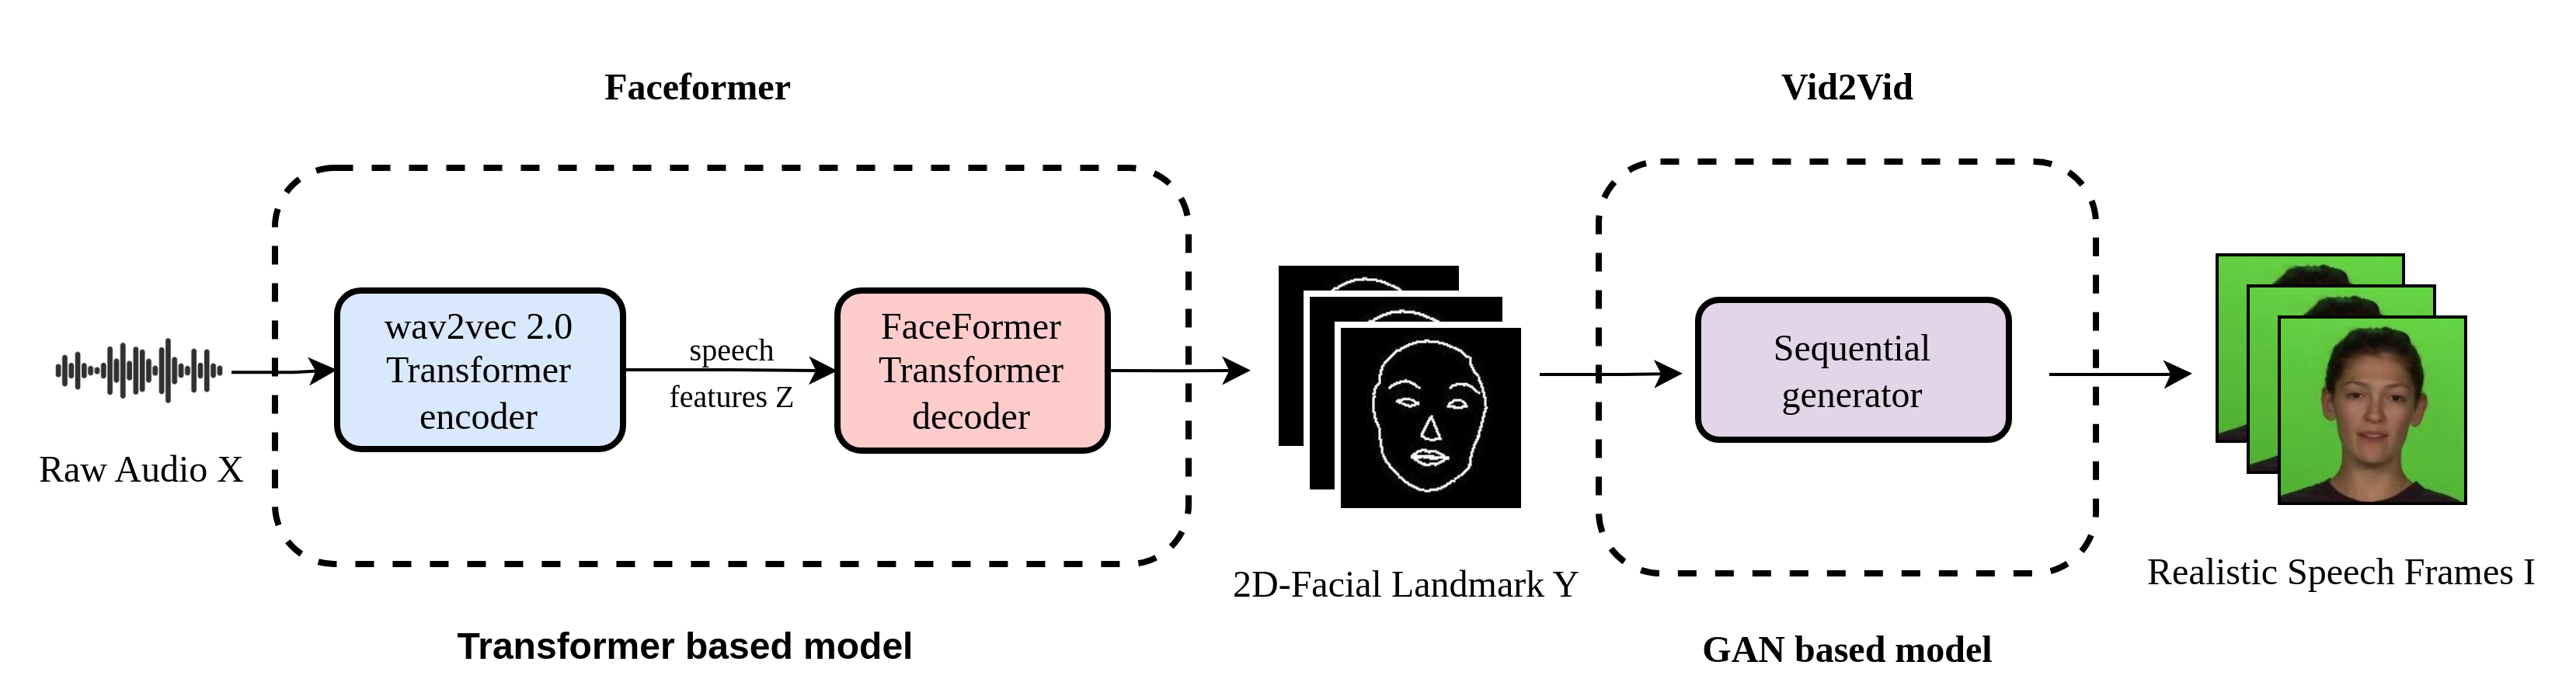 Faceformer
Vid2Vid
Raw Audio X
wav2vec 2.0
Transformer
encoder
speech
features Z
FaceFormer
Transformer
decoder
2D-Facial Landmark Y
Sequential
generator
Realistic Speech Frames I
Transformer based model
GAN based model